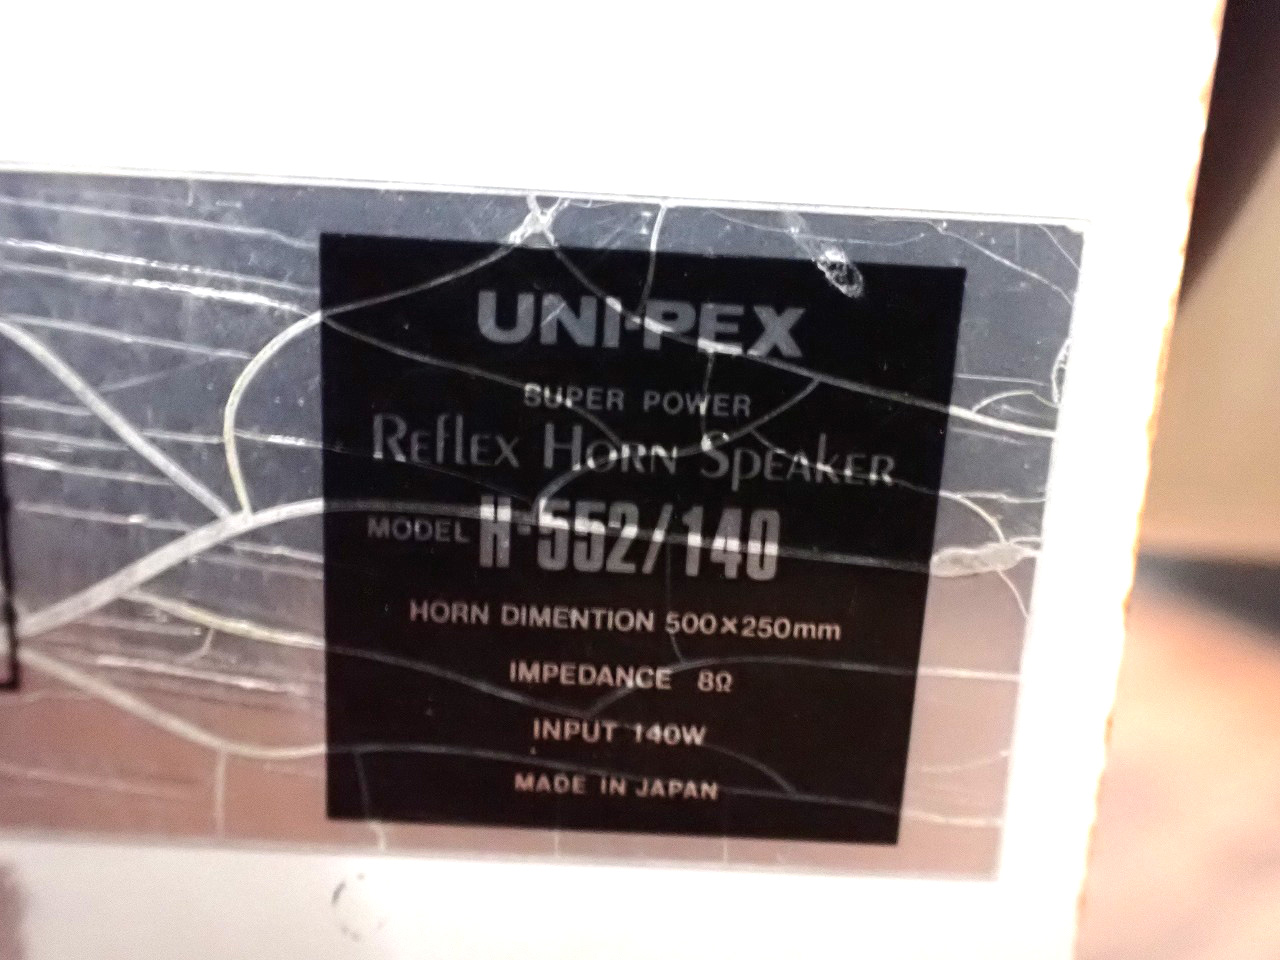 UNI-PEX
SUPER POWER
REFLEX HORN SPEAKER
MODEL H-552/140
HORN DIMENTION 500×250mm
IMPEDANCE 8Ω
INPUT 140W
MADE IN JAPAN